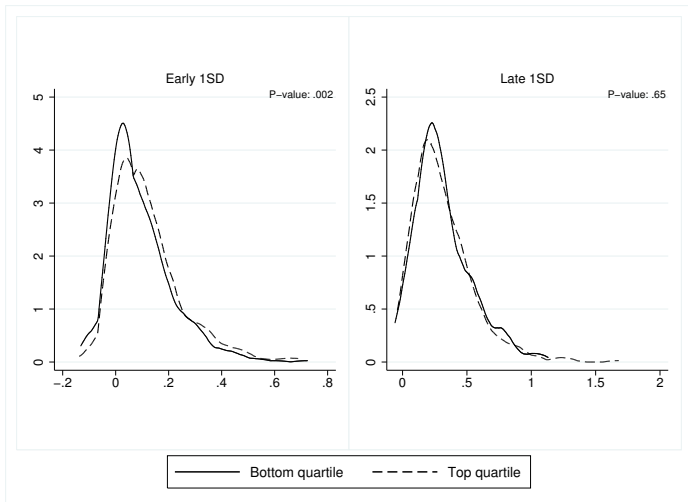 Early 1SD
P−value: .002
5
4
3
2
1
0
−.2 0 .2 .4 .6 .8
Late 1SD
P−value: .65
2.5
2
1.5
1
.5
0
0 .5 1 1.5 2
Bottom quartile Top quartile